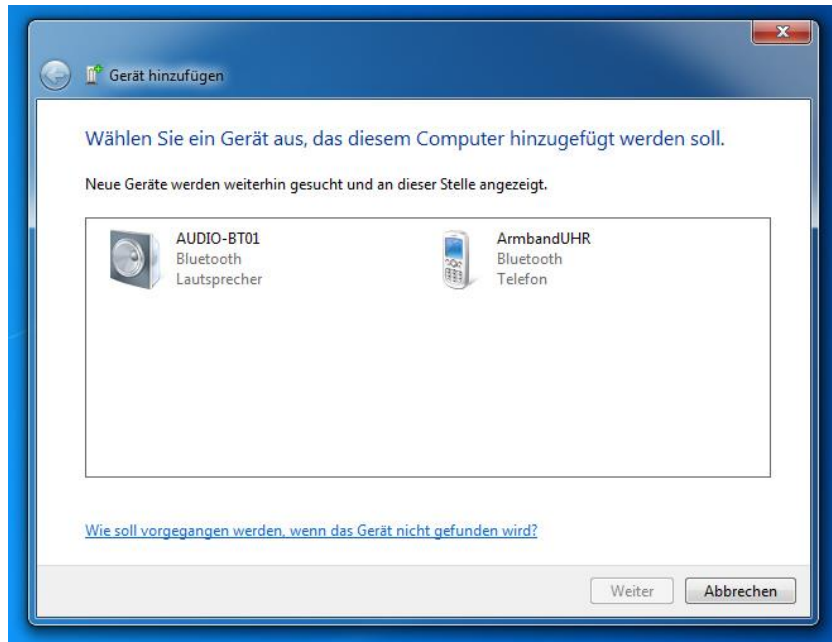 Gerät hinzufügen
Wählen Sie ein Gerät aus, das diesem Computer hinzugefügt werden soll.
Neue Geräte werden weiterhin gesucht und an dieser Stelle angezeigt.
AUDIO-BT01
Bluetooth
Lautsprecher
ArmbandUHR
Bluetooth
Telefon
Wie soll vorgegangen werden, wenn das Gerät nicht gefunden wird?
Weiter
Abbrechen